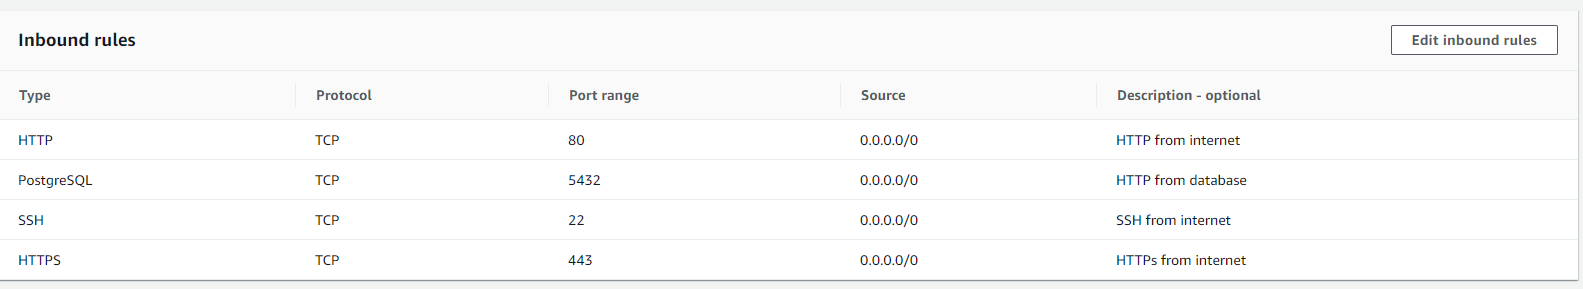 Inbound rules
Edit inbound rules
Type Protocol Port range Source Description - optional
HTTP TCP 80 0.0.0.0/0 HTTP from internet
PostgreSQL TCP 5432 0.0.0.0/0 HTTP from database
SSH TCP 22 0.0.0.0/0 SSH from internet
HTTPS TCP 443 0.0.0.0/0 HTTPs from internet